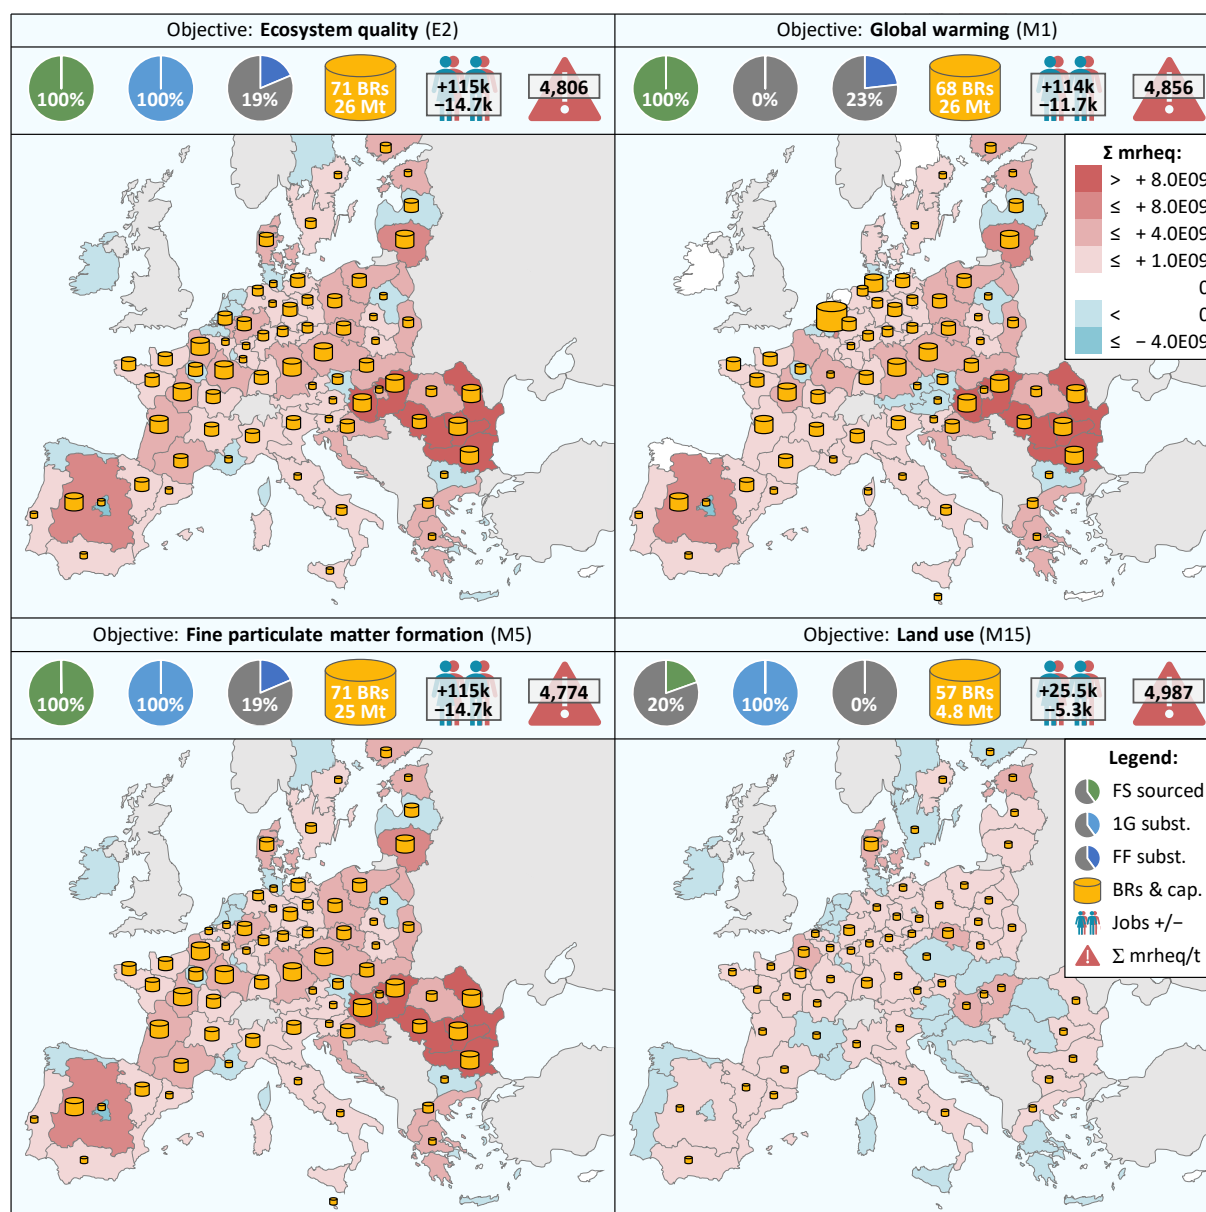 Objective: Ecosystem quality (E2)
100%
100%
19%
71 BRs
26 Mt
+115k
−14.7k
4,806
Objective: Global warming (M1)
100%
0%
23%
68 BRs
26 Mt
+114k
−11.7k
4,856
Σ mrheq:
> + 8.0E09
≤ + 8.0E09
≤ + 4.0E09
≤ + 1.0E09
0
< 0
≤ − 4.0E09
Objective: Fine particulate matter formation (M5)
100%
100%
19%
71 BRs
25 Mt
+115k
−14.7k
4,774
Objective: Land use (M15)
20%
100%
0%
57 BRs
4.8 Mt
+25.5k
−5.3k
4,987
Legend:
FS sourced
1G subst.
FF subst.
BRs & cap.
Jobs +/−
Σ mrheq/t